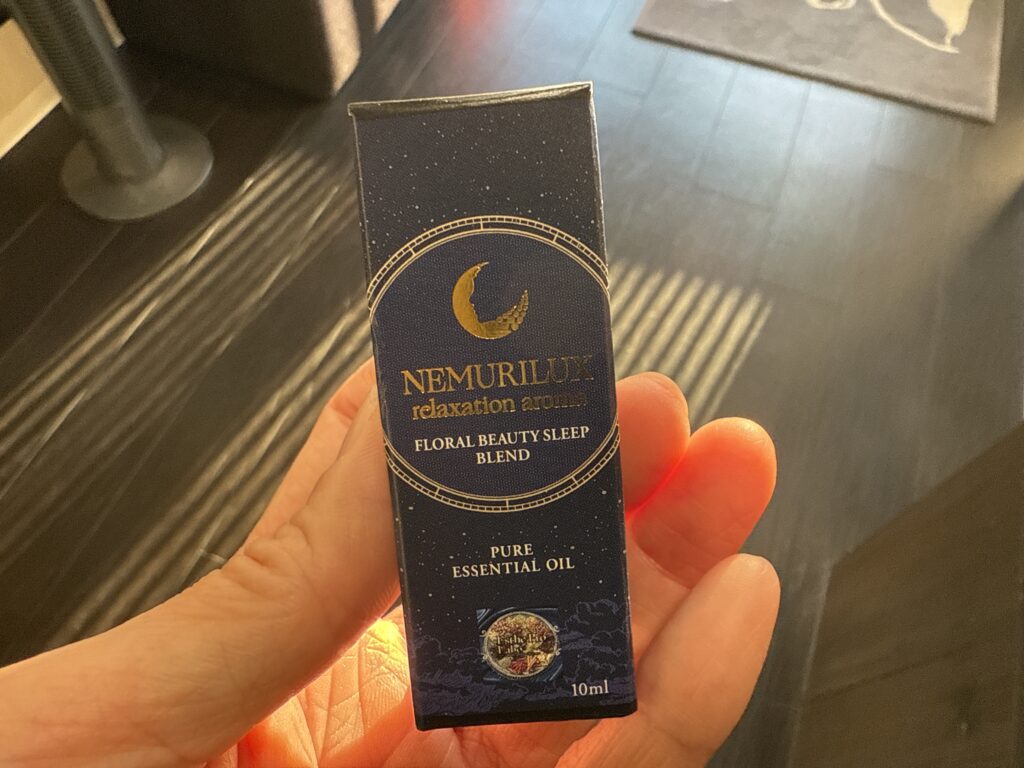 NEMURILUX
relaxation aroma
FLORAL BEAUTY SLEEP
BLEND
PURE
ESSENTIAL OIL
10ml